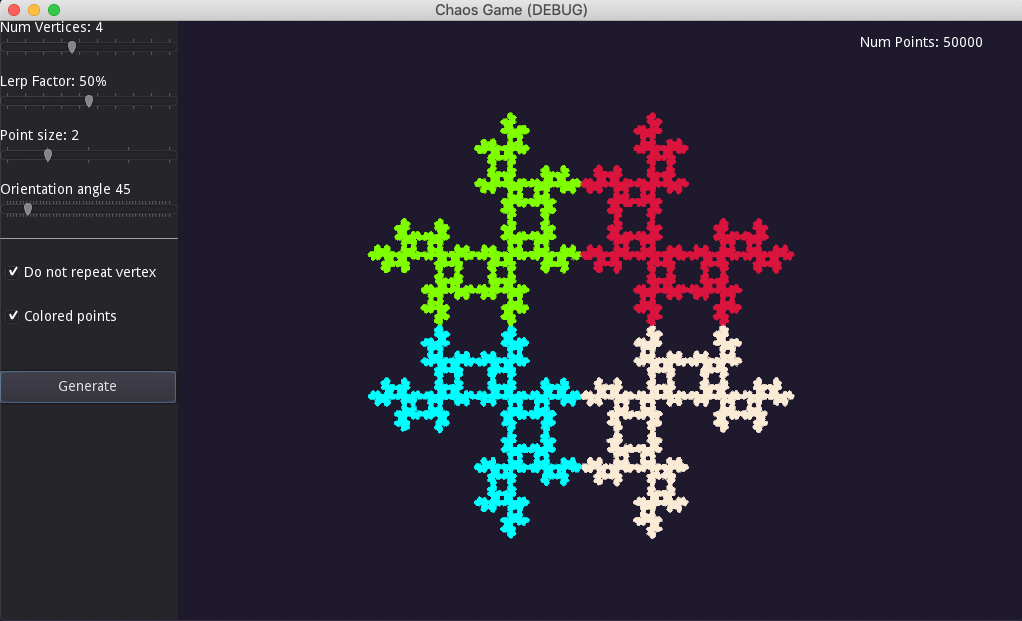 Chaos Game (DEBUG)
Num Vertices: 4
Num Points: 50000
Lerp Factor: 50%
Point size: 2
Orientation angle 45
Do not repeat vertex
Colored points
Generate